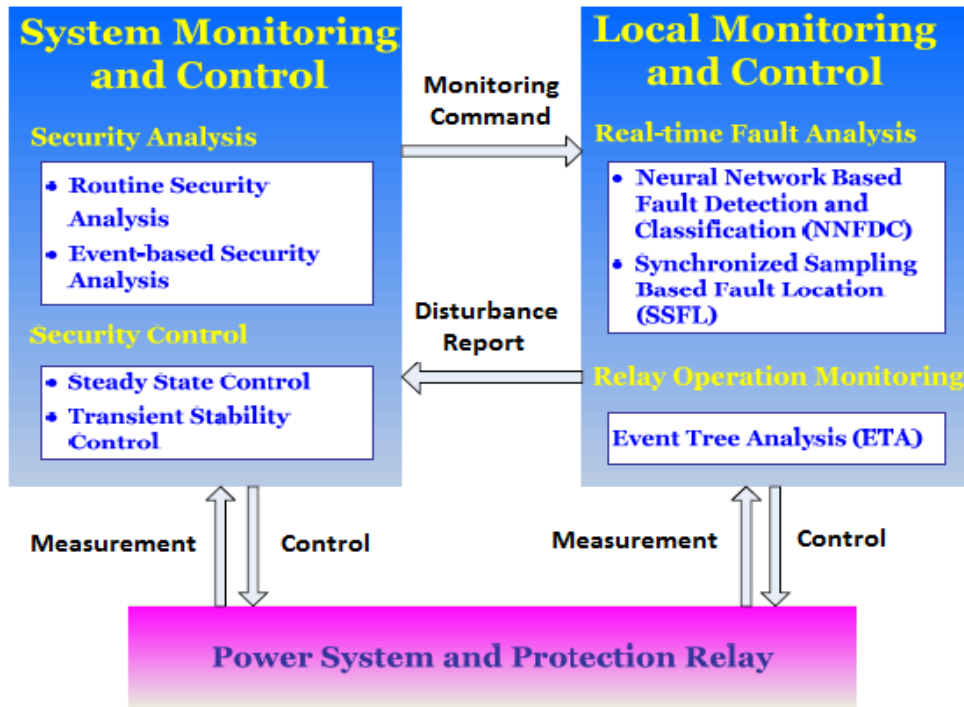 System Monitoring
and Control
Security Analysis
• Routine Security
Analysis
• Event-based Security
Analysis
Security Control
• Steady State Control
• Transient Stability
Control
Monitoring
Command
Disturbance
Report
Local Monitoring
and Control
Real-time Fault Analysis
• Neural Network Based
Fault Detection and
Classification (NNFDC)
• Synchronized Sampling
Based Fault Location
(SSFL)
Relay Operation Monitoring
Event Tree Analysis (ETA)
Measurement
Control
Measurement
Control
Power System and Protection Relay